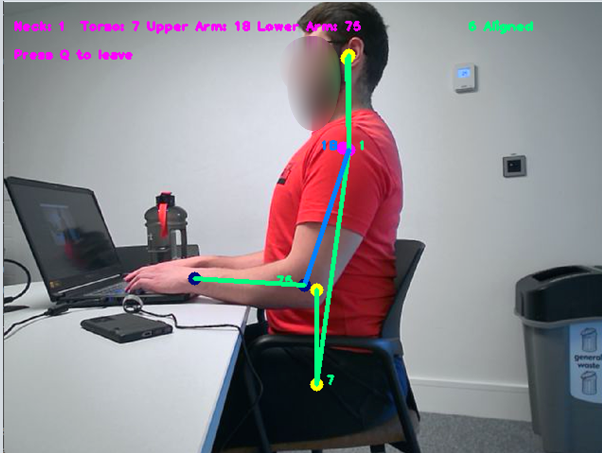 Neck: 1 Torso: 7 Upper Arm: 18 Lower Arm: 75
0 Aligned
Press Q to leave
18 1
75
7
general
waste